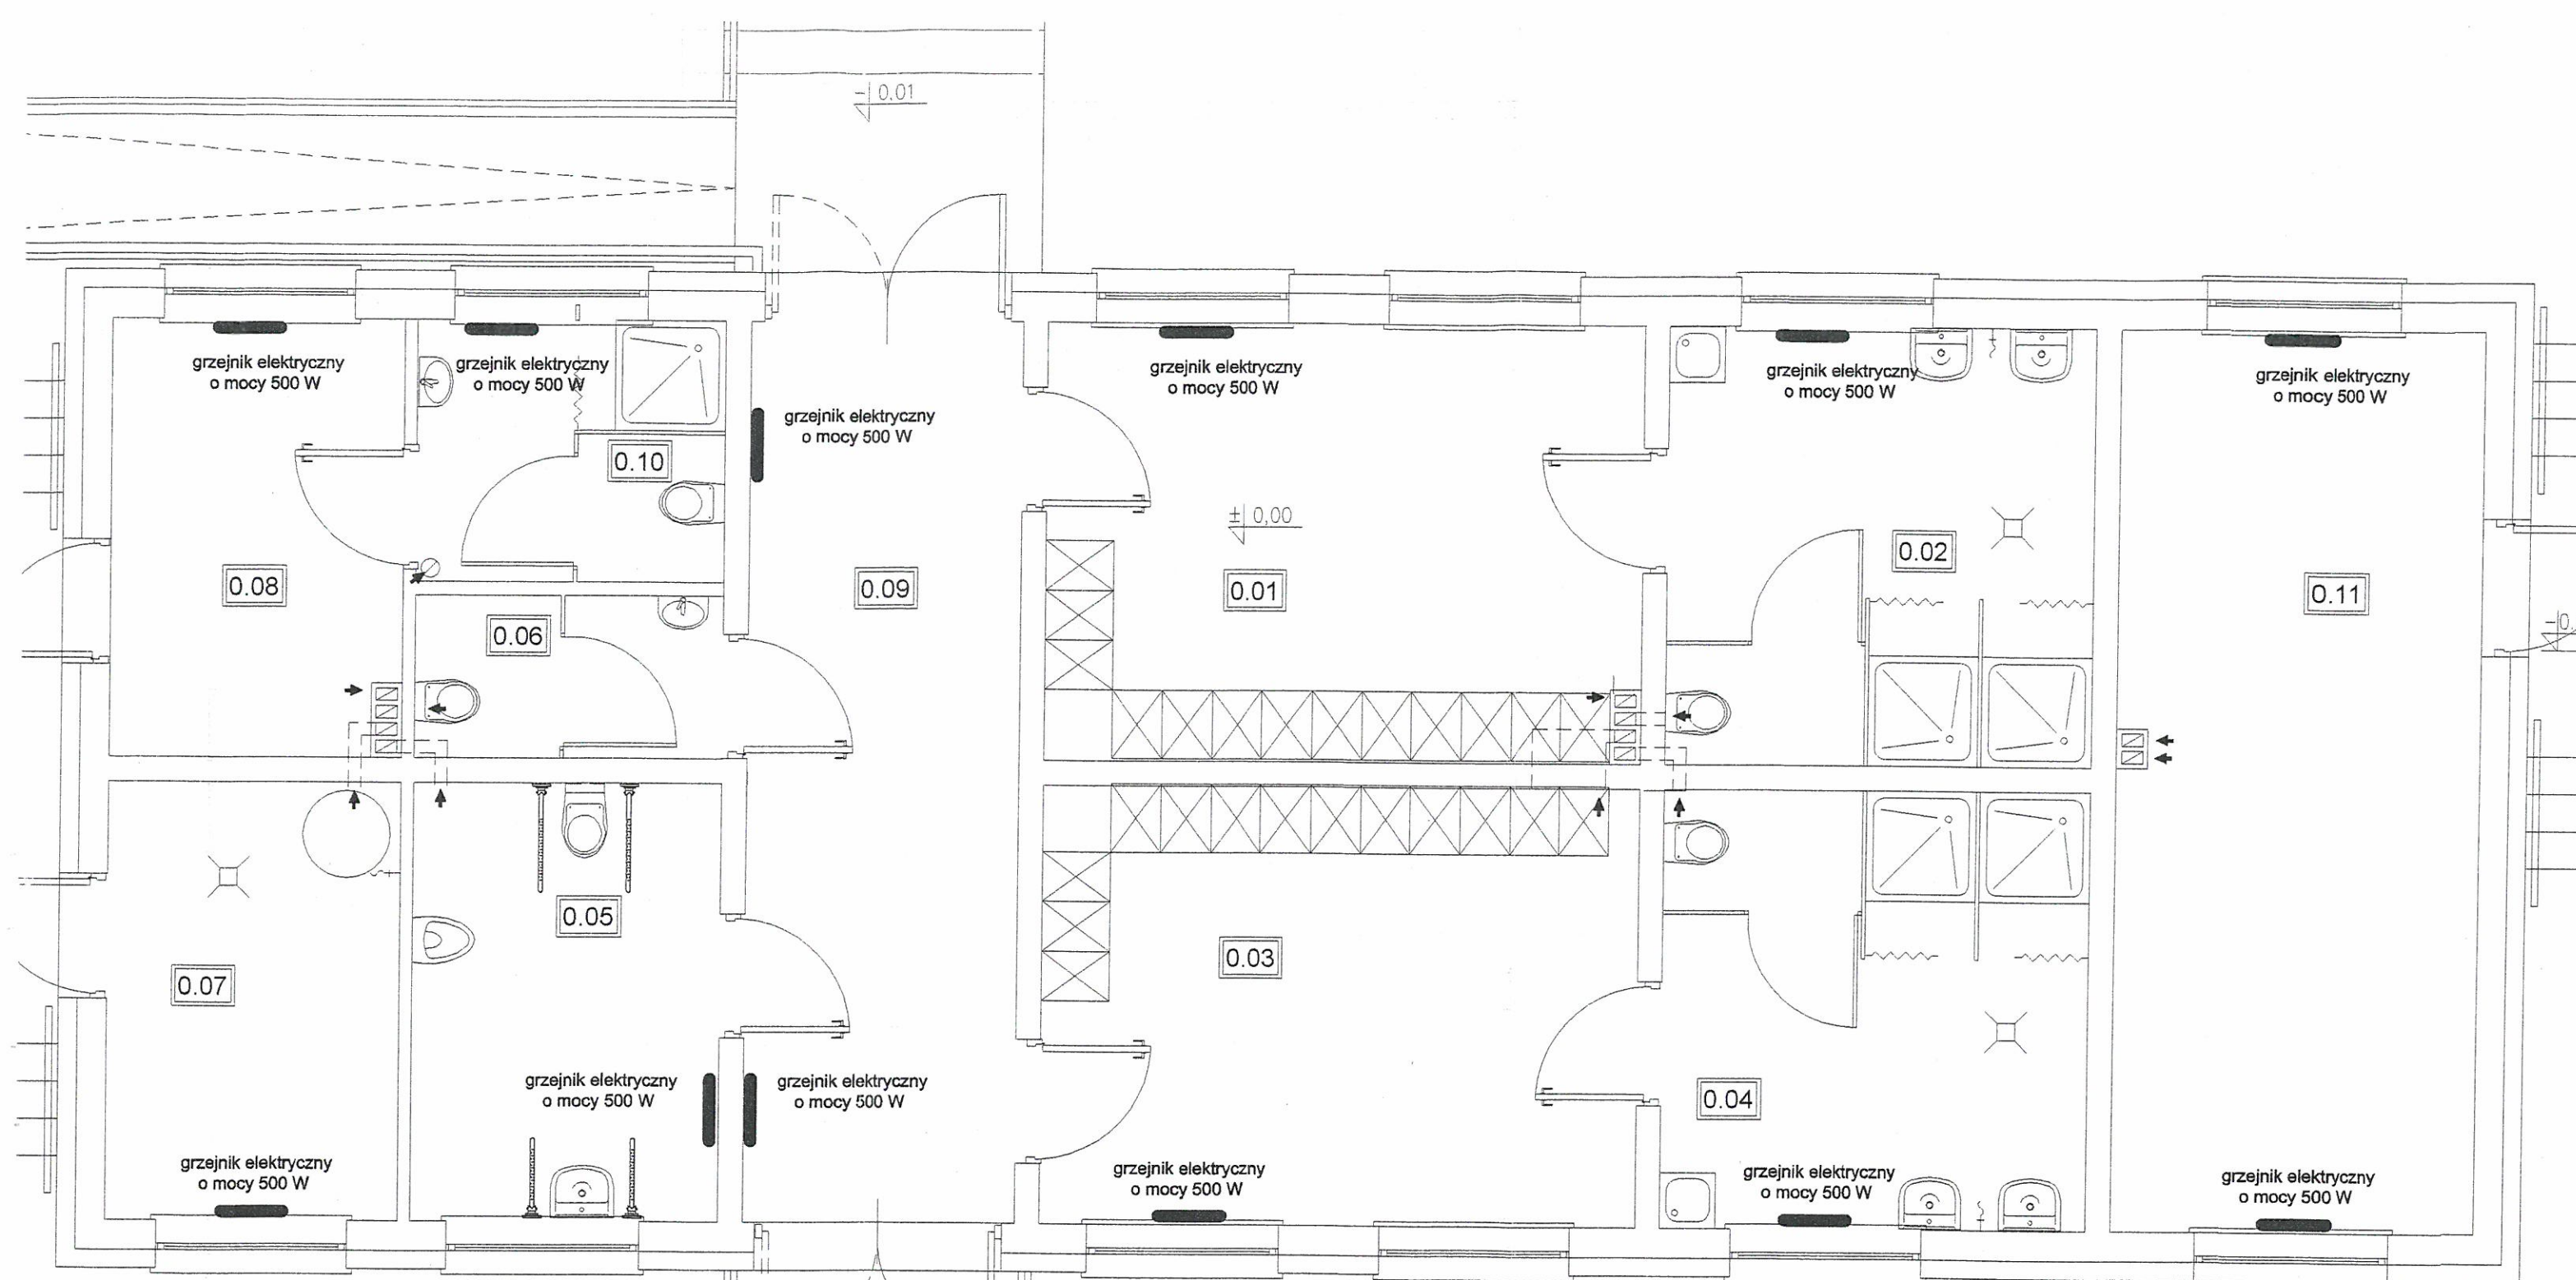 - 0.01
grzejnik elektryczny
o mocy 500 W
grzejnik elektryczny
o mocy 500 W
grzejnik elektryczny
o mocy 500 W
grzejnik elektryczny
o mocy 500 W
grzejnik elektryczny
o mocy 500 W
grzejnik elektryczny
o mocy 500 W
0.10
± 0,00
0.08
0.09
0.01
0.02
0.11
0.06
0.05
0.07
0.03
0.04
grzejnik elektryczny
o mocy 500 W
grzejnik elektryczny
o mocy 500 W
grzejnik elektryczny
o mocy 500 W
grzejnik elektryczny
o mocy 500 W
grzejnik elektryczny
o mocy 500 W
grzejnik elektryczny
o mocy 500 W